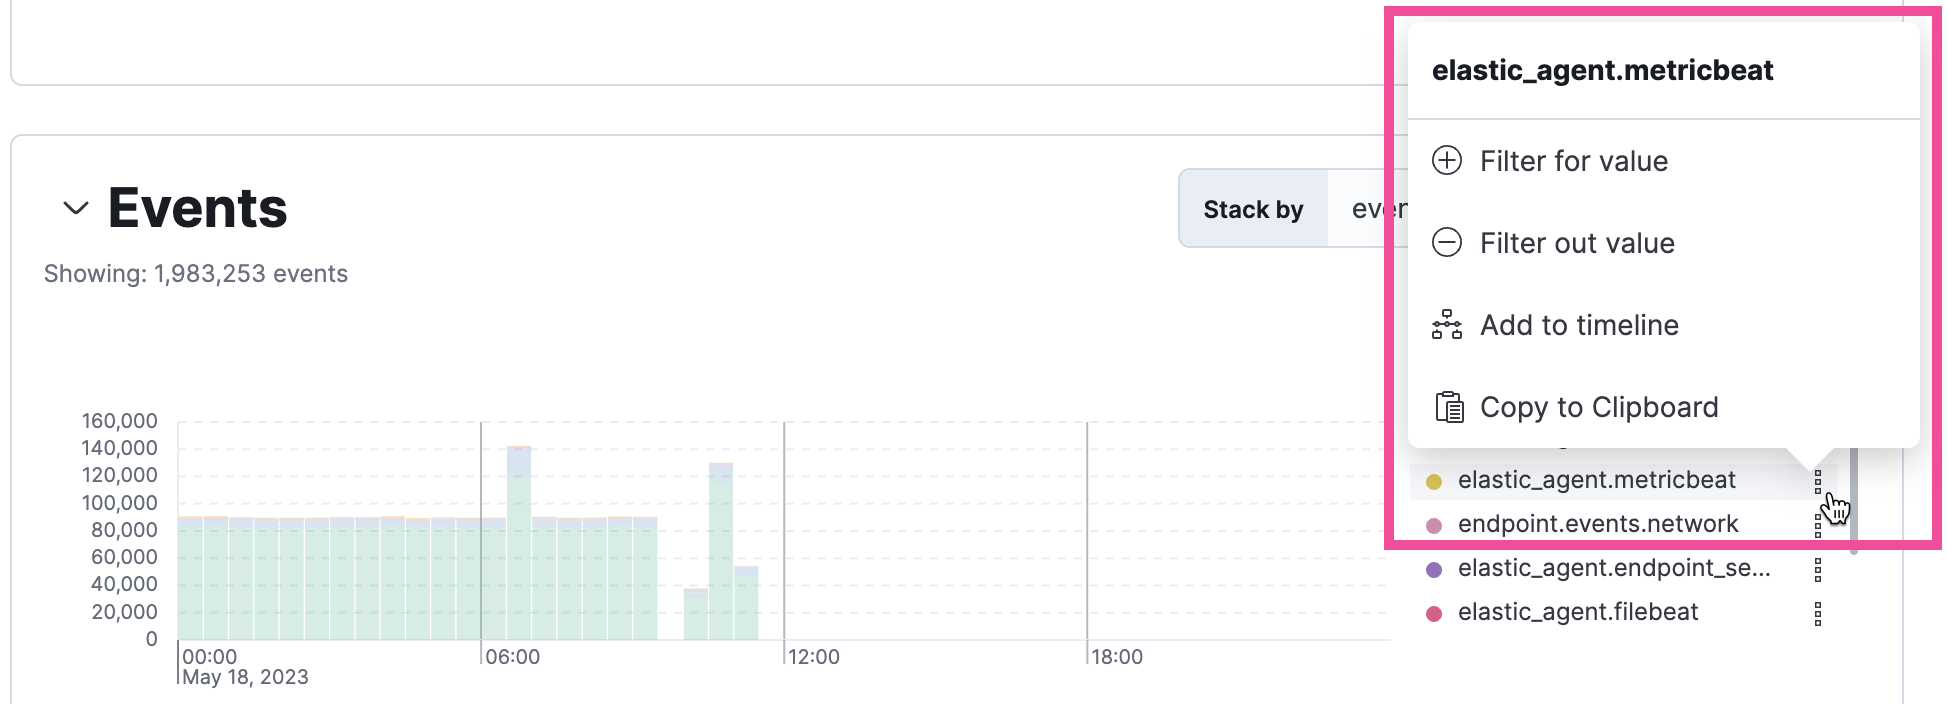 elastic_agent.metricbeat
Filter for value
Filter out value
Add to timeline
Copy to Clipboard
Events
Stack by
Showing: 1,983,253 events
160,000
140,000
120,000
100,000
80,000
60,000
40,000
20,000
0
00:00
May 18, 2023
06:00
12:00
18:00
elastic_agent.metricbeat
endpoint.events.network
elastic_agent.endpoint_se...
elastic_agent.filebeat